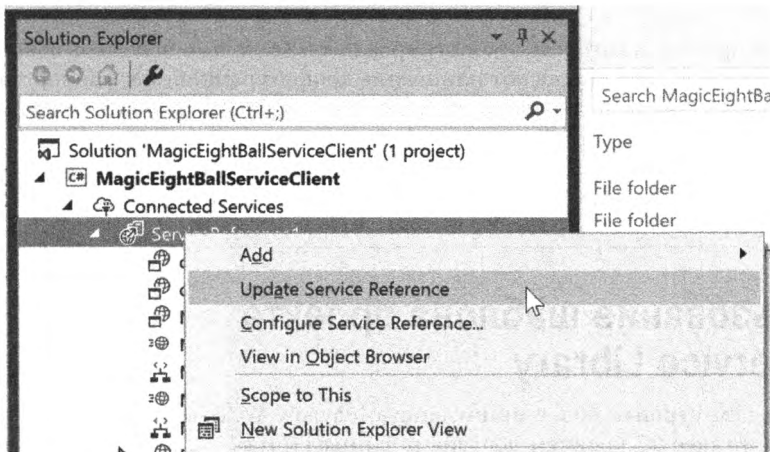 Solution Explorer
Search Solution Explorer (Ctrl+;)
Solution 'MagicEightBallServiceClient' (1 project)
C# MagicEightBallServiceClient
Connected Services
Add
Update Service Reference
Configure Service Reference...
View in Object Browser
Scope to This
New Solution Explorer View
Search MagicEightBa
Type
File folder
File folder